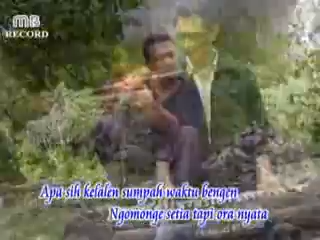 MB
RECORD
Apa sih kelalen sumpah waktu bengen
Ngomonge setia tapi ora nyata